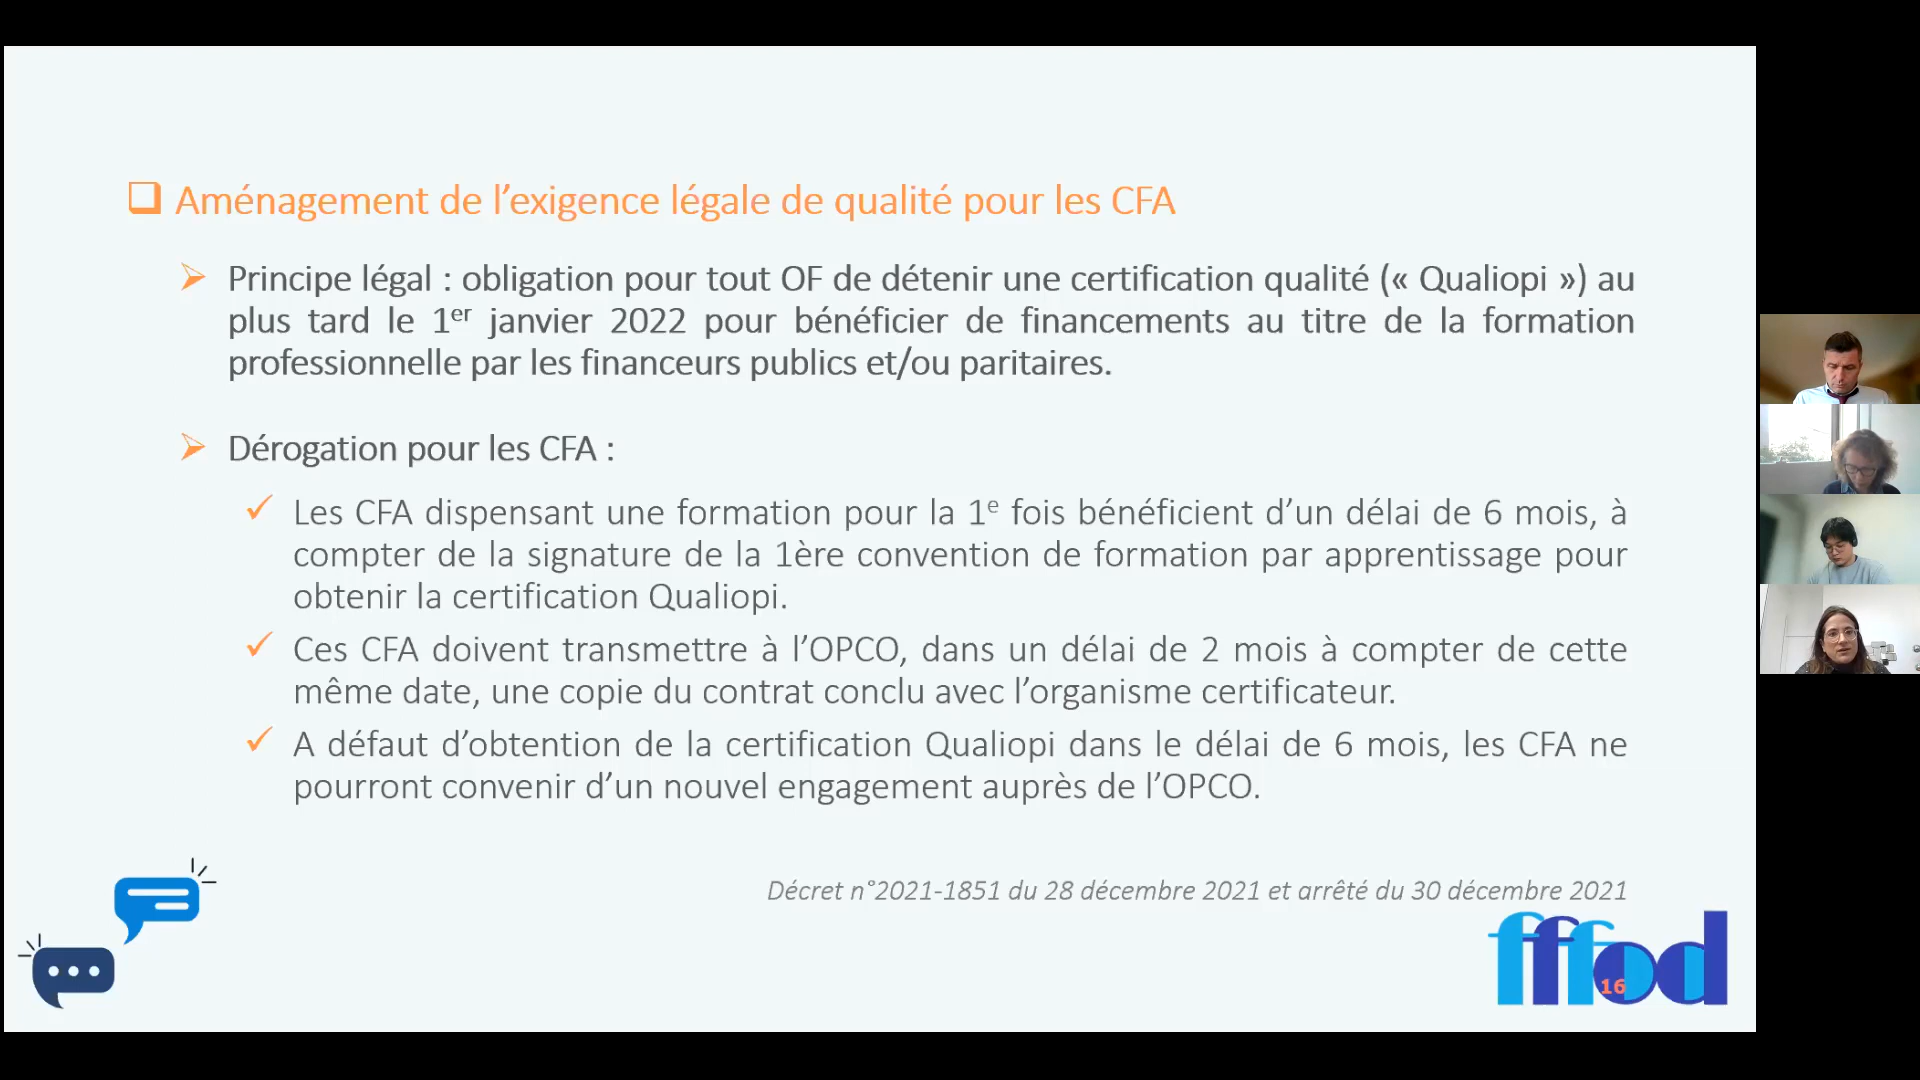 Aménagement de l’exigence légale de qualité pour les CFA
Principe légal : obligation pour tout OF de détenir une certification qualité (« Qualiopi ») au
plus tard le 1er janvier 2022 pour bénéficier de financements au titre de la formation
professionnelle par les financeurs publics et/ou paritaires.
Dérogation pour les CFA :
Les CFA dispensant une formation pour la 1e fois bénéficient d’un délai de 6 mois, à
compter de la signature de la 1ère convention de formation par apprentissage pour
obtenir la certification Qualiopi.
Ces CFA doivent transmettre à l’OPCO, dans un délai de 2 mois à compter de cette
même date, une copie du contrat conclu avec l’organisme certificateur.
A défaut d’obtention de la certification Qualiopi dans le délai de 6 mois, les CFA ne
pourront convenir d’un nouvel engagement auprès de l’OPCO.
Décret n°2021-1851 du 28 décembre 2021 et arrêté du 30 décembre 2021
fffod
16